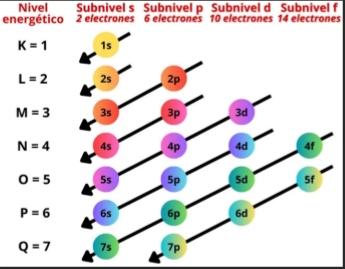 Nivel energético Subnivel s 2 electrones Subnivel p 6 electrones Subnivel d 10 electrones Subnivel f 14 electrones
K = 1 1s
L = 2 2s 2p
M = 3 3s 3p 3d
N = 4 4s 4p 4d 4f
O = 5 5s 5p 5d 5f
P = 6 6s 6p 6d
Q = 7 7s 7p